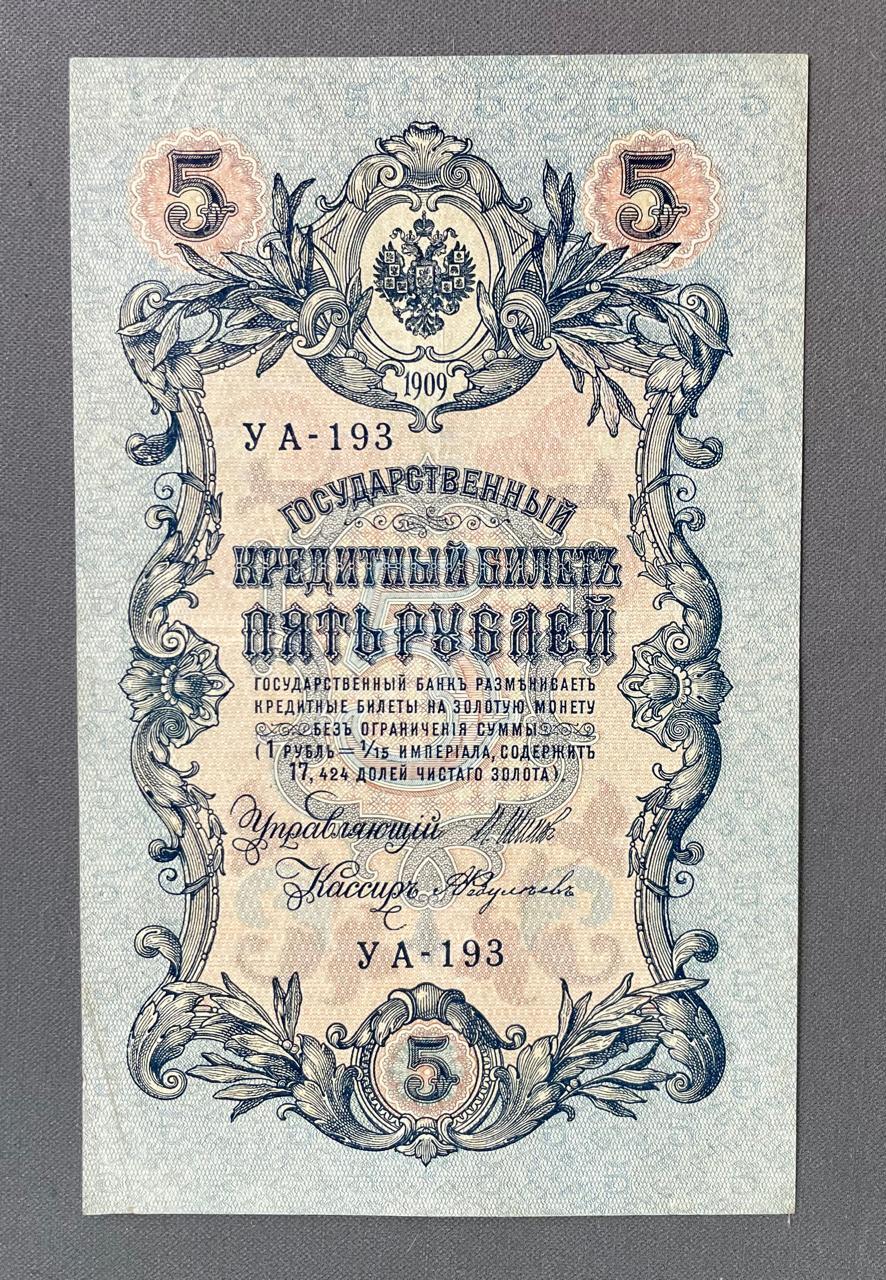 5 5
1909
УА-193
ГОСУДАРСТВЕННЫЙ
КРЕДИТНЫЙ БИЛЕТЪ
ПЯТЬ РУБЛЕЙ
5
ГОСУДАРСТВЕННЫЙ БАНКЪ РАЗМѢНИВАЕТЪ
КРЕДИТНЫЕ БИЛЕТЫ НА ЗОЛОТУЮ МОНЕТУ
БЕЗЪ ОГРАНИЧЕНІЯ СУММЫ
(1 РУБЛЬ = 1/15 ИМПЕРІАЛА, СОДЕРЖИТЪ
17,424 ДОЛЕЙ ЧИСТАГО ЗОЛОТА).
Управляющій
Кассиръ
УА-193
5